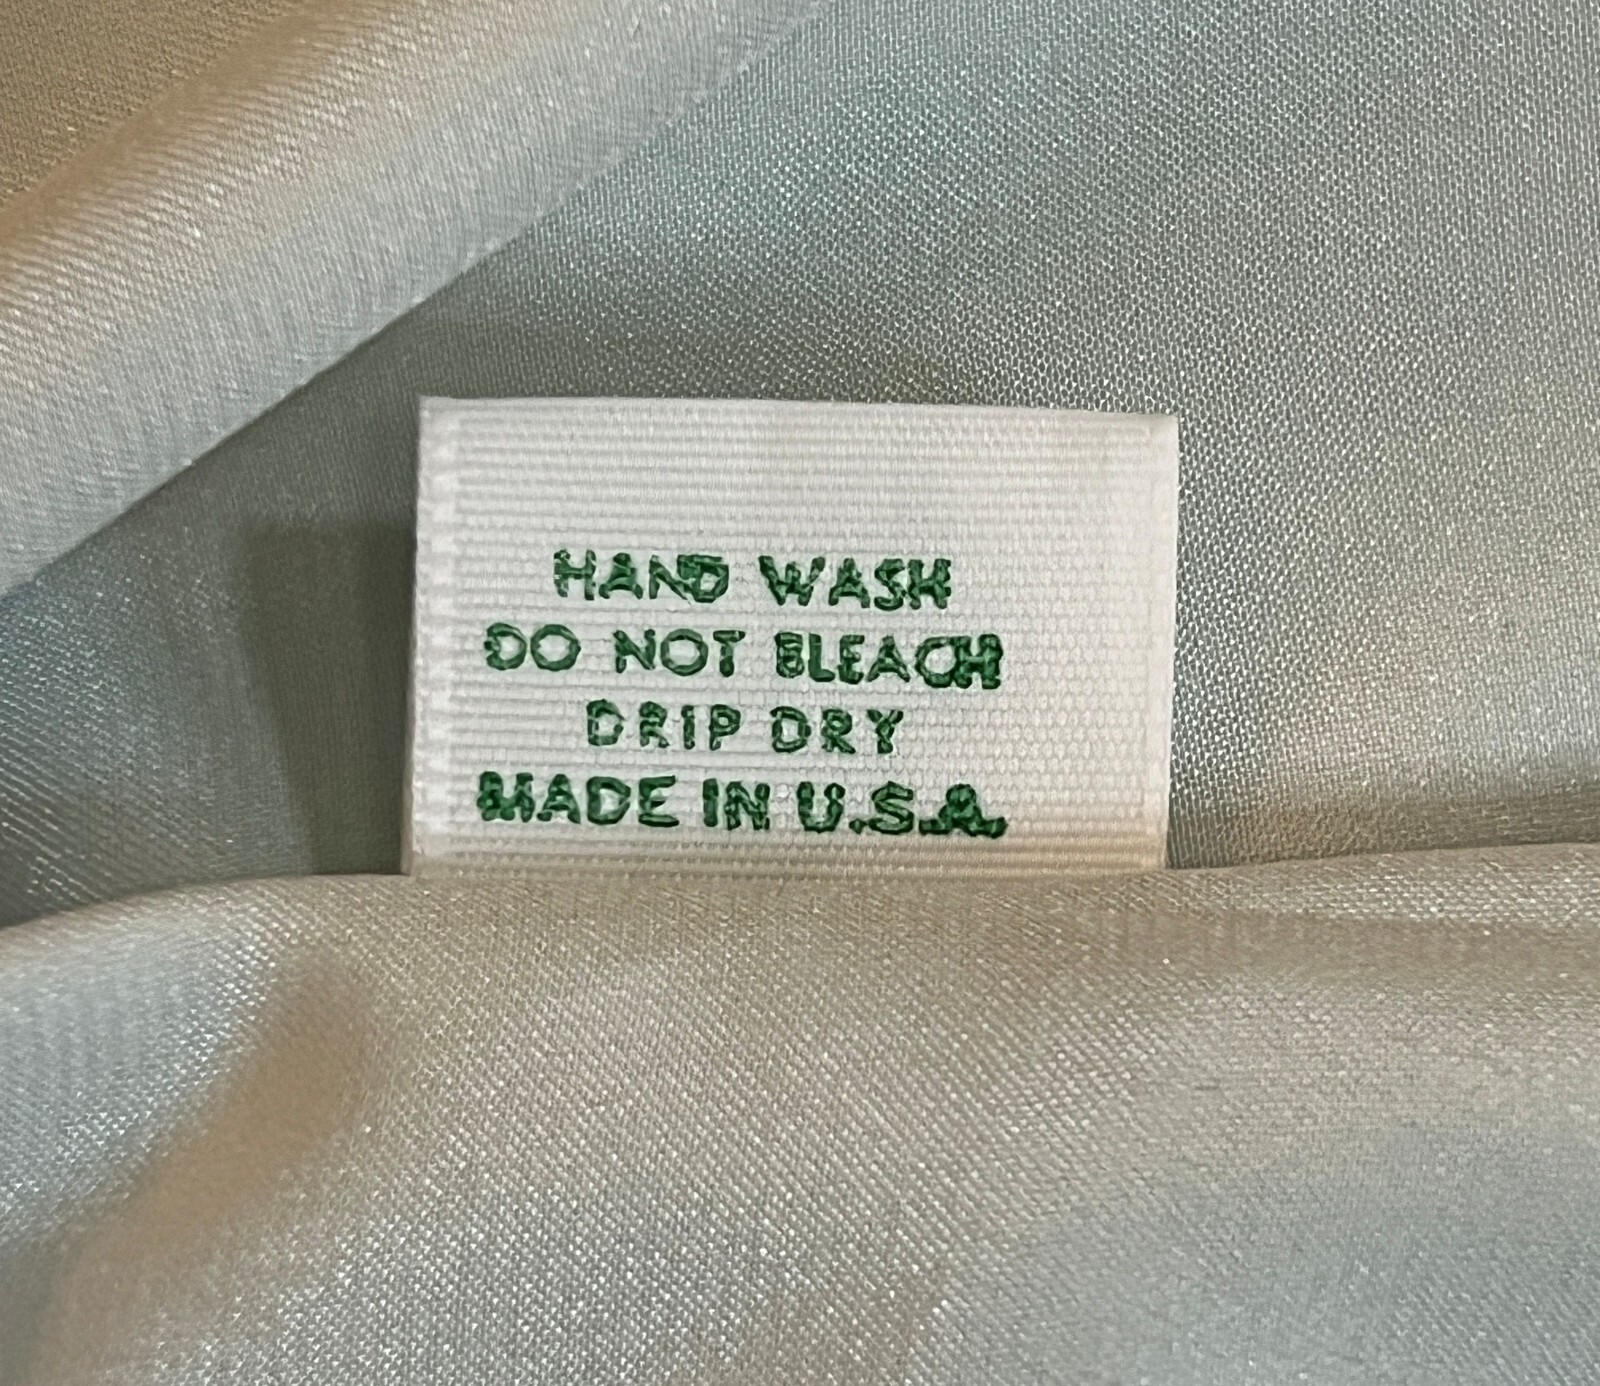 HAND WASH
DO NOT BLEACH
DRIP DRY
MADE IN U.S.A.